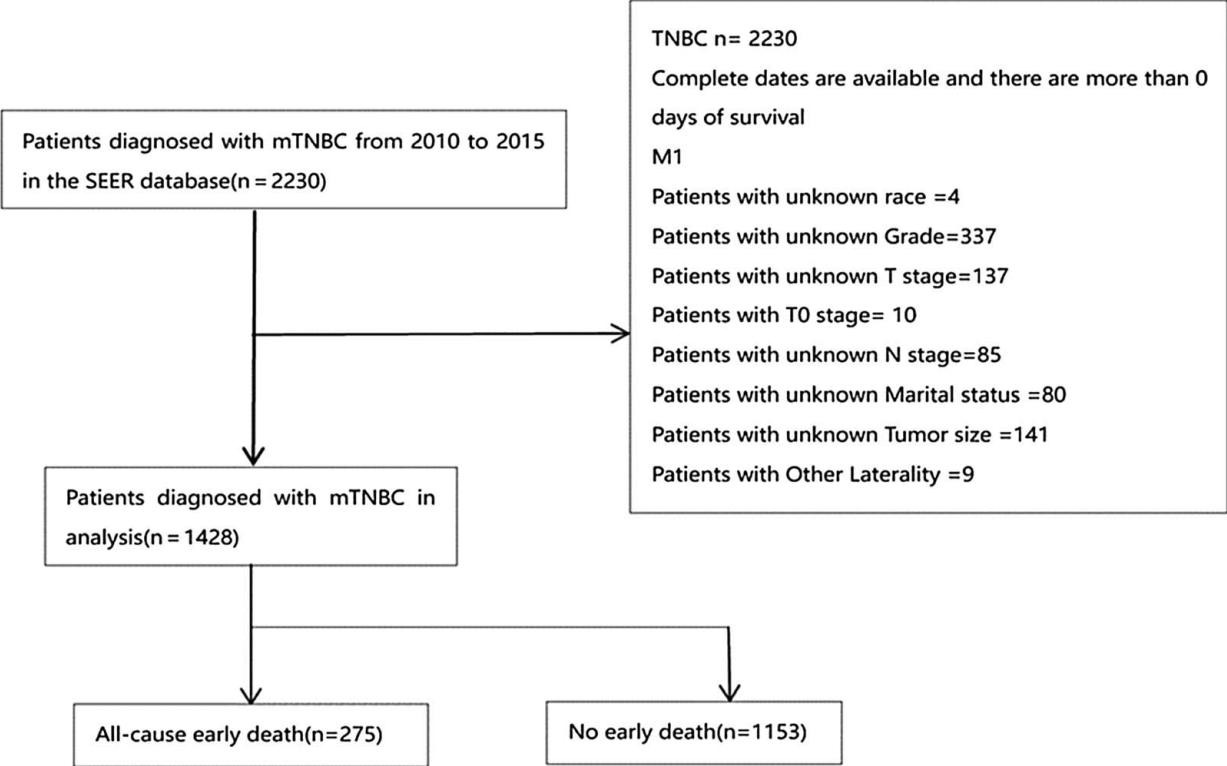 Patients diagnosed with mTNBC from 2010 to 2015
in the SEER database(n = 2230)
TNBC n= 2230
Complete dates are available and there are more than 0
days of survival
M1
Patients with unknown race =4
Patients with unknown Grade=337
Patients with unknown T stage=137
Patients with T0 stage= 10
Patients with unknown N stage=85
Patients with unknown Marital status =80
Patients with unknown Tumor size =141
Patients with Other Laterality =9
Patients diagnosed with mTNBC in
analysis(n = 1428)
All-cause early death(n=275)
No early death(n=1153)